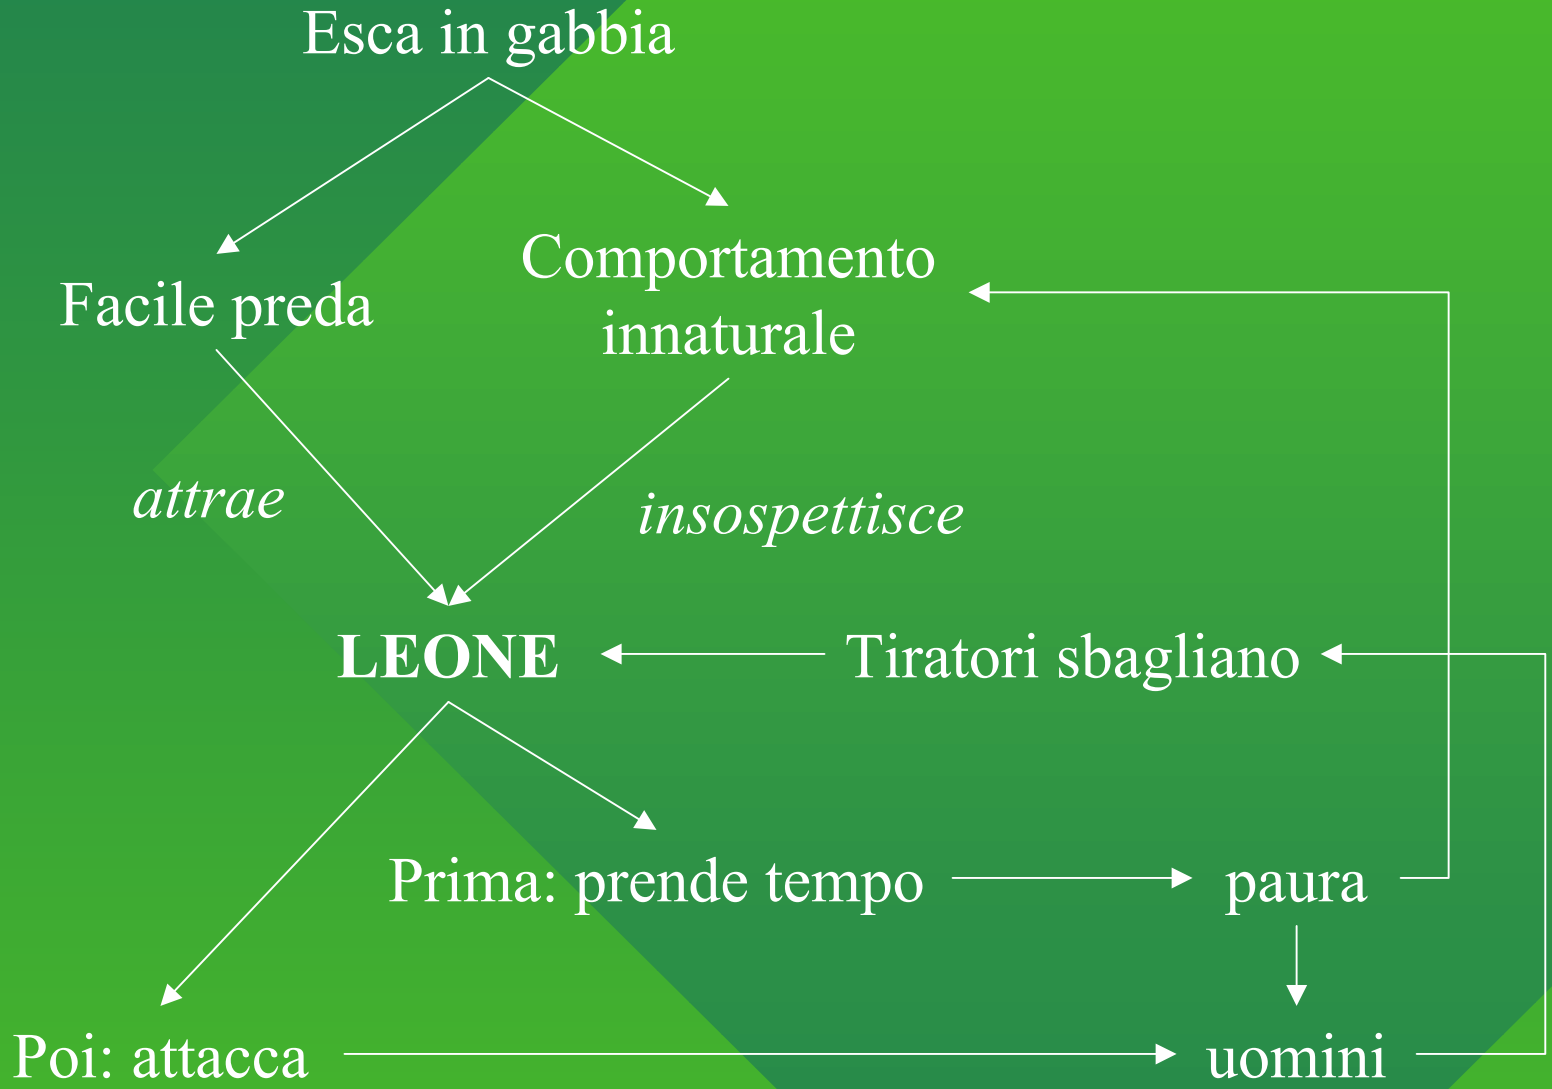 Esca in gabbia
Comportamento
innaturale
Facile preda
attrae
insospettisce
LEONE
Tiratori sbagliano
Prima: prende tempo
paura
Poi: attacca
uomini